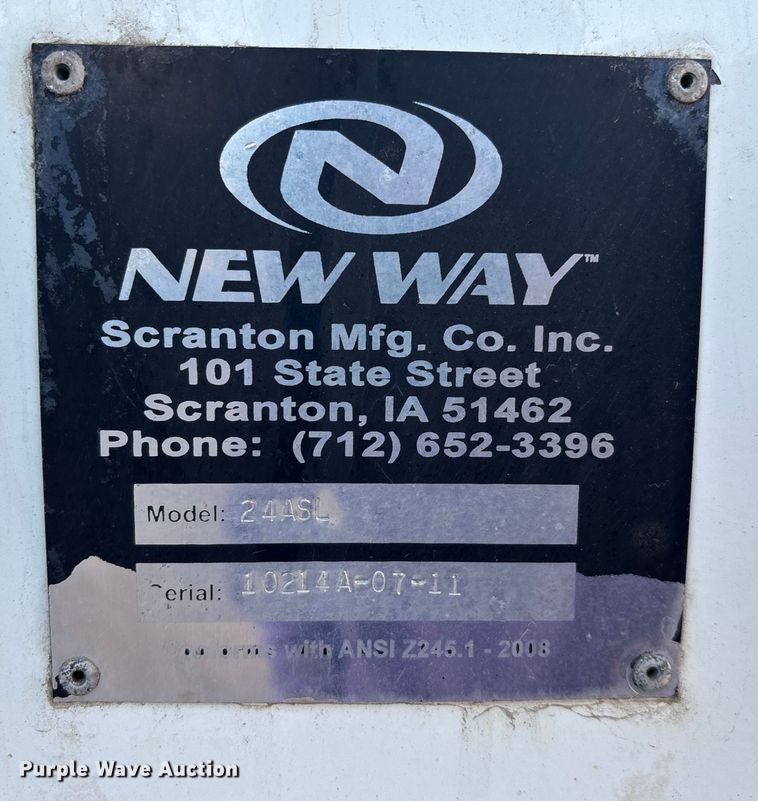 N
NEW WAY™
Scranton Mfg. Co. Inc.
101 State Street
Scranton, IA 51462
Phone: (712) 652-3396
Model: 24ASL
Serial: 10214A-07-11
Conforms with ANSI Z245.1 - 2008
Purple Wave Auction